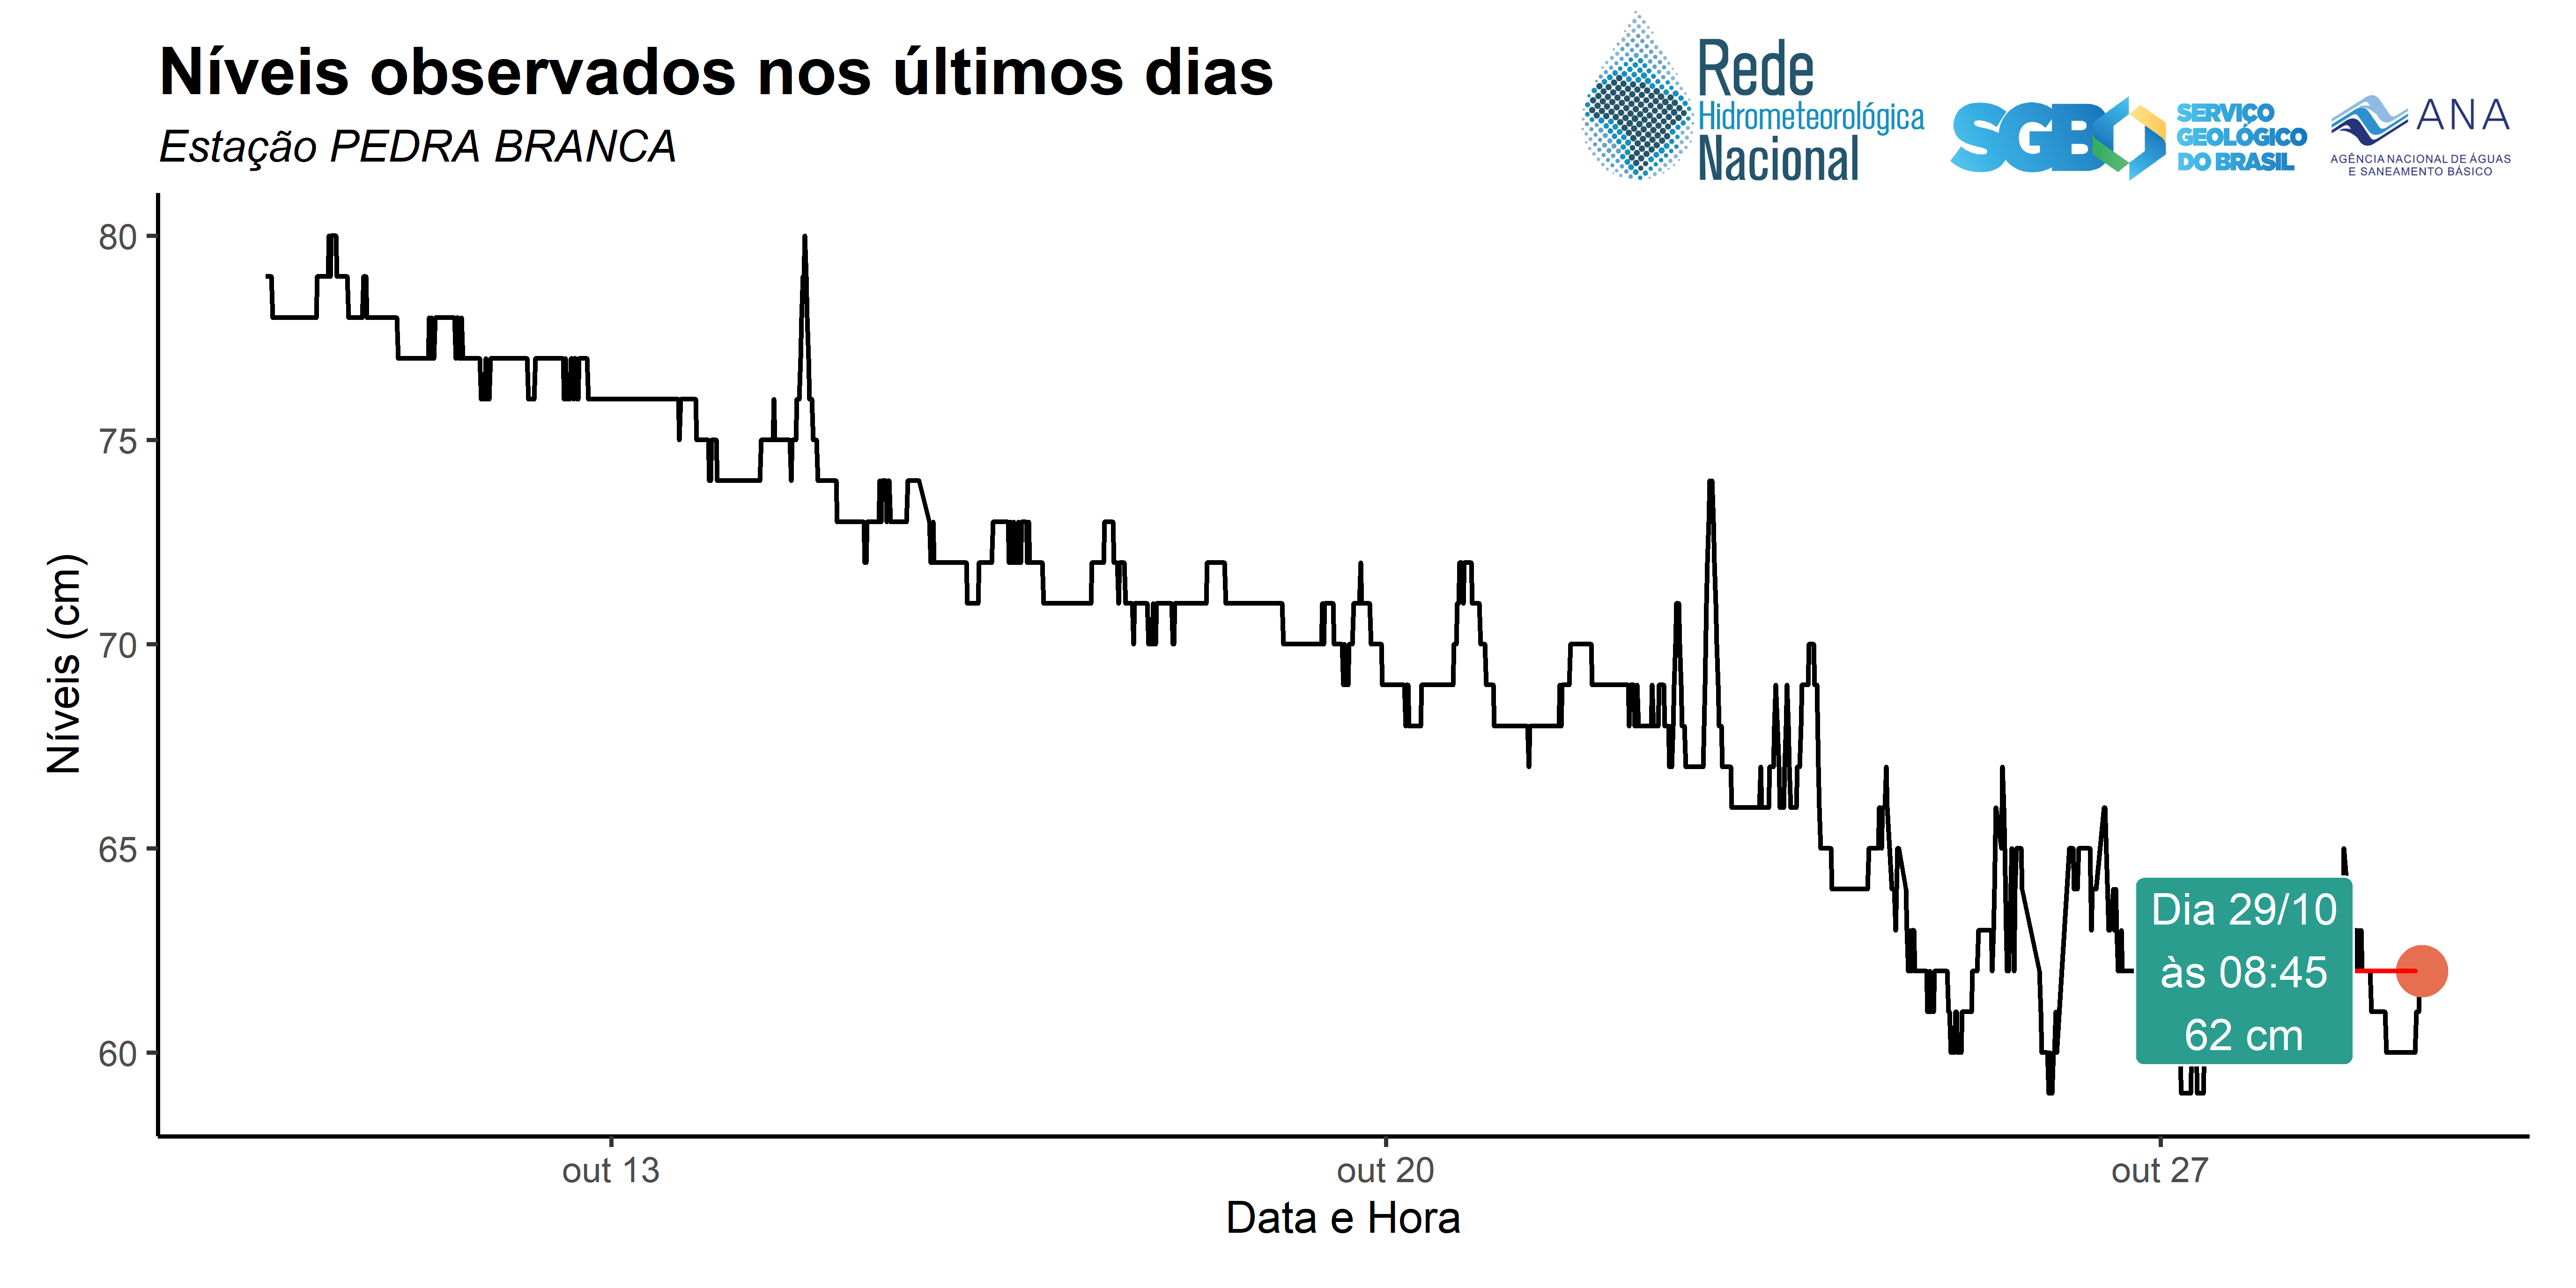 Níveis observados nos últimos dias
Estação PEDRA BRANCA
Rede
Hidrometeorológica
Nacional
SGB
SERVIÇO
GEOLÓGICO
DO BRASIL
ANA
AGÊNCIA NACIONAL DE ÁGUAS
E SANEAMENTO BÁSICO
Níveis (cm)
80
75
70
65
60
Dia 29/10
às 08:45
62 cm
out 13
out 20
out 27
Data e Hora